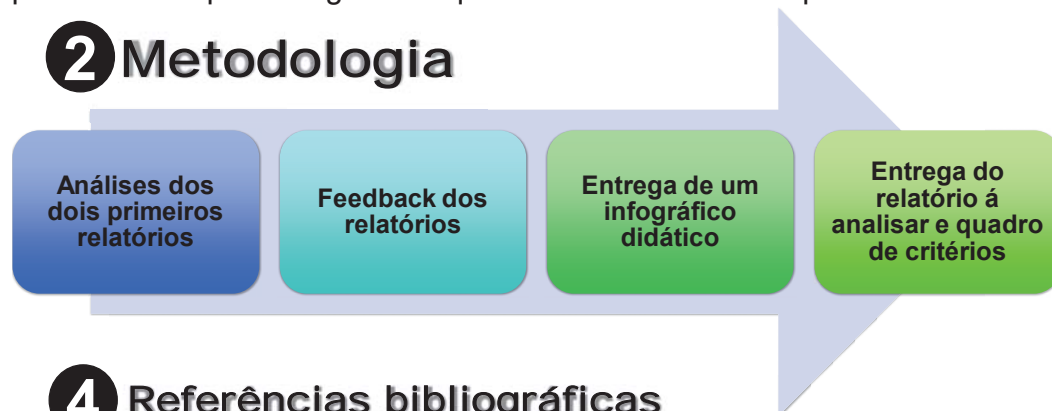 2 Metodologia
Análises dos
dois primeiros
relatórios
Feedback dos
relatórios
Entrega de um
infográfico
didático
Entrega do
relatório á
analisar e quadro
de critérios
4 Referências bibliográficas